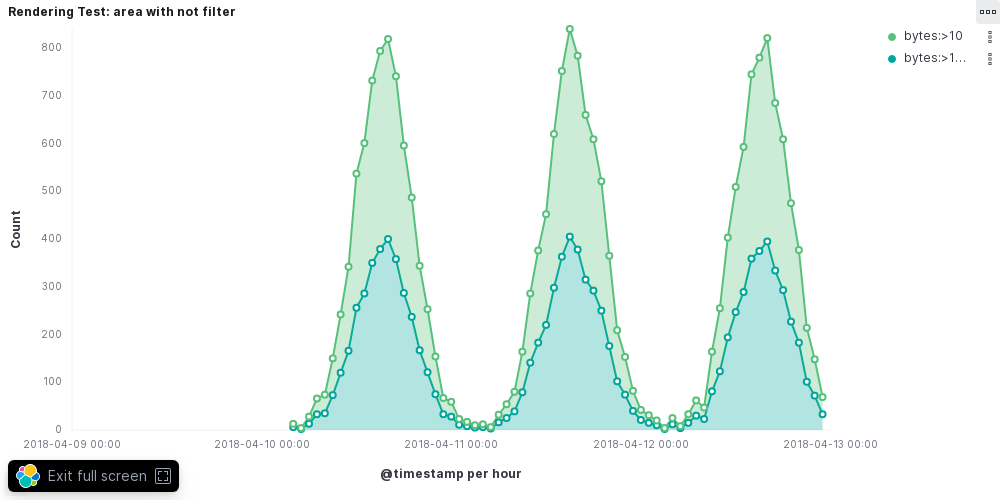 Rendering Test: area with not filter
bytes:>10
bytes:>1...
800
700
600
500
400
300
200
100
0
Count
2018-04-09 00:00
2018-04-10 00:00
2018-04-11 00:00
2018-04-12 00:00
2018-04-13 00:00
@timestamp per hour
Exit full screen